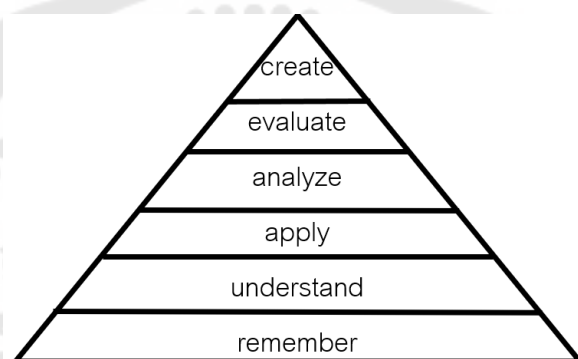 create
evaluate
analyze
apply
understand
remember